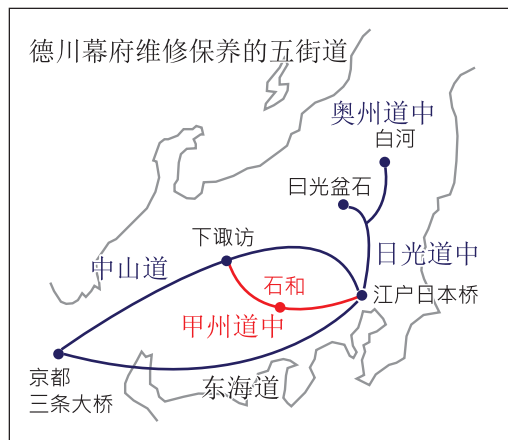 德川幕府维修保养的五街道
奥州道中
白河
日光盆石
下诹访
日光道中
中山道
石和
江户日本桥
甲州道中
京都
三条大桥
东海道